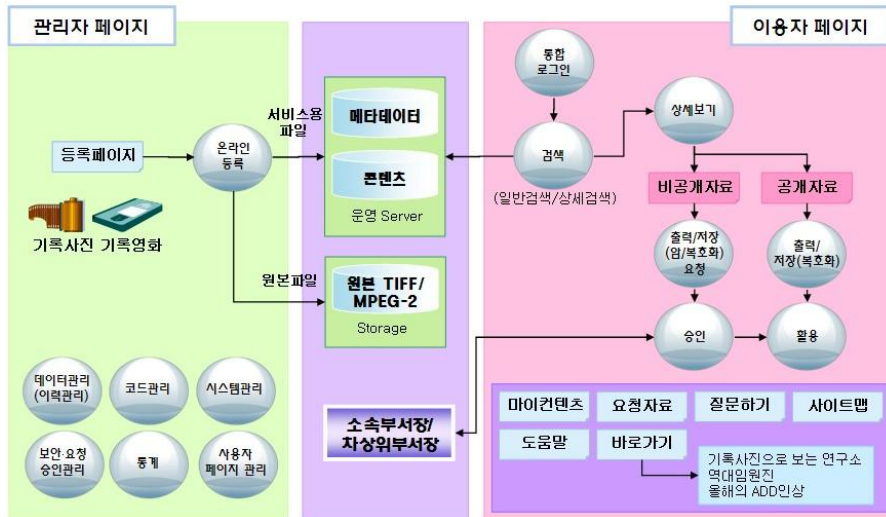 관리자 페이지
이용자 페이지
통합
로그인
서비스용
파일
메타데이터
상세보기
등록페이지
온라인
등록
검색
콘텐츠
(일반검색/상세검색)
비공개자료
공개자료
운영 Server
기록사진 기록영화
출력/저장
(암/복호화)
요청
출력/
저장(복호화)
원본파일
원본 TIFF/
MPEG-2
Storage
승인
활용
데이터관리
(이력관리)
코드관리
시스템관리
마이컨텐츠
요청자료
질문하기
사이트맵
소속부서장/
차상위부서장
도움말
바로가기
보안·요청
승인관리
통계
사용자
페이지 관리
기록사진으로 보는 연구소
역대임원진
올해의 ADD인상